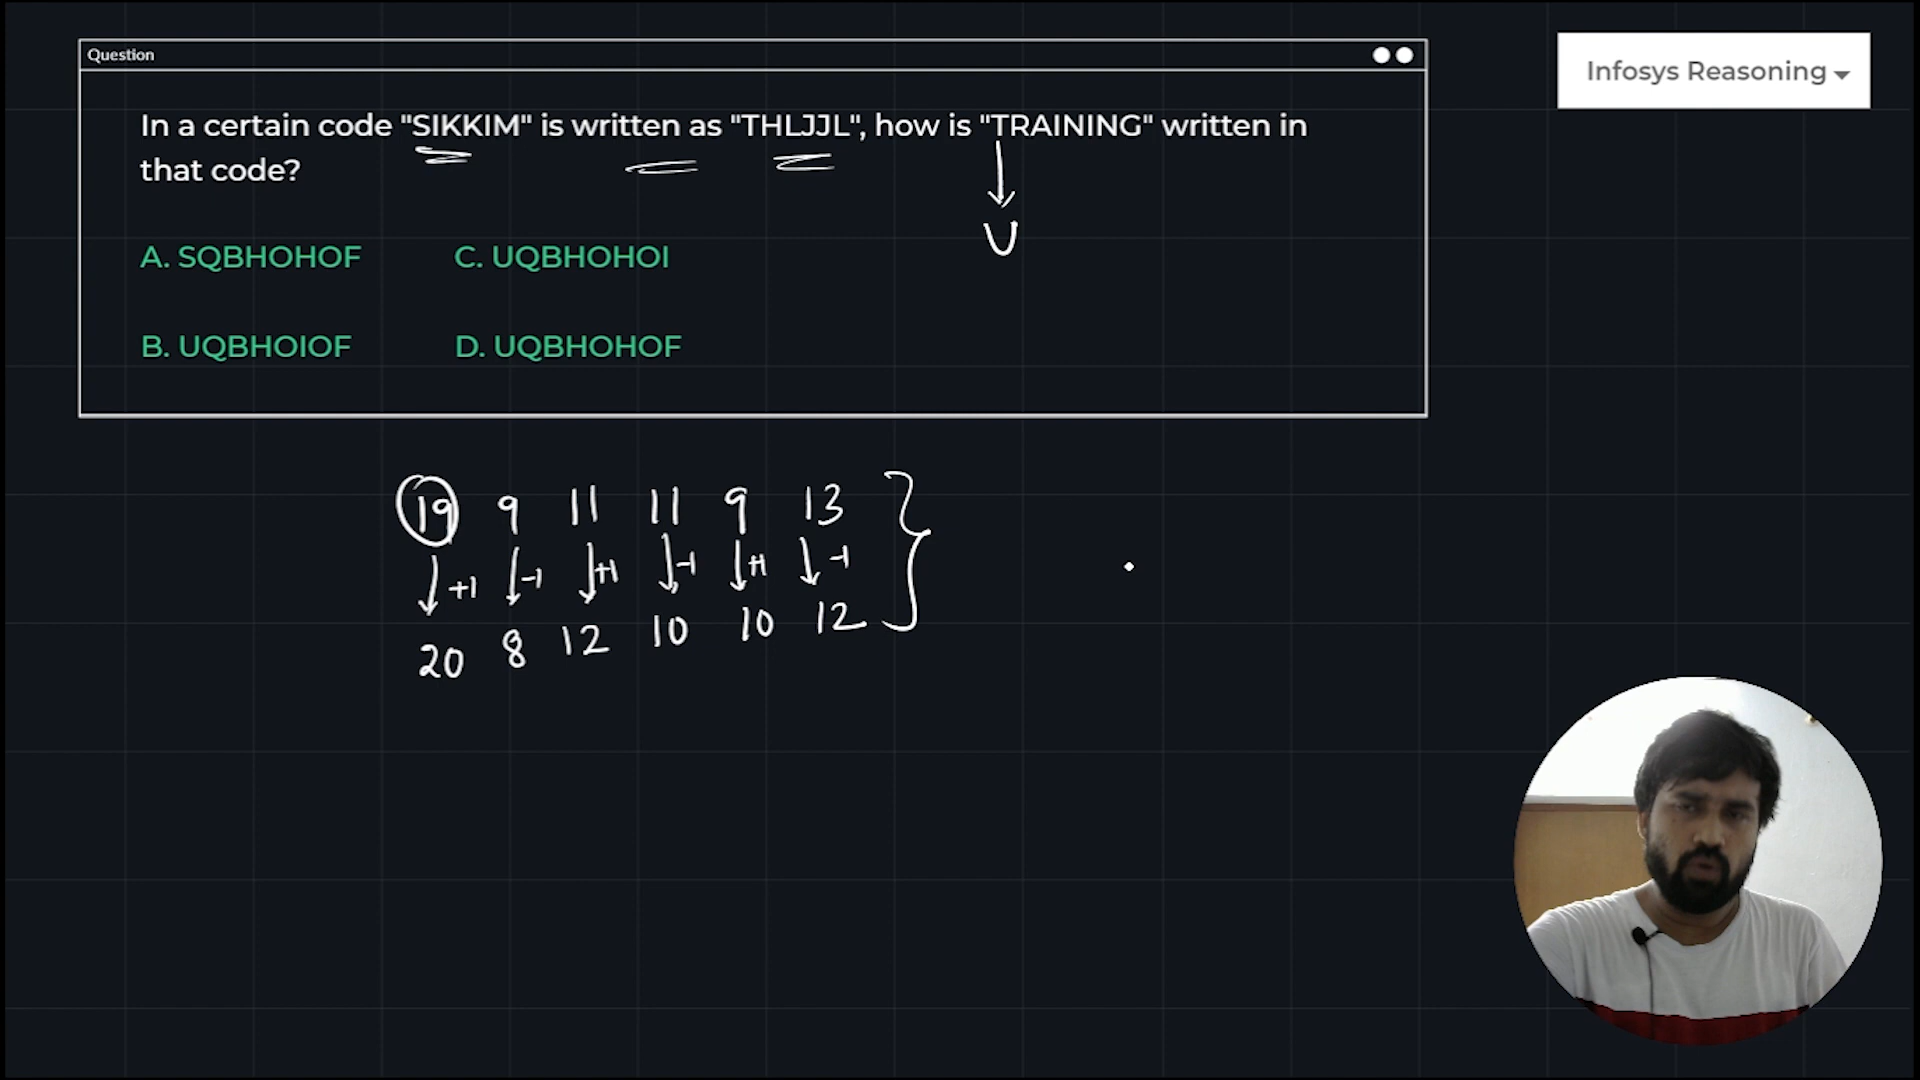 Question
Infosys Reasoning
In a certain code "SIKKIM" is written as "THLJJL", how is "TRAINING" written in
that code?
U
A. SQBHOHOF C. UQBHOHOI
B. UQBHOIOF D. UQBHOHOF
19 9 11 11 9 13
+1 -1 +1 -1 +1 -1
20 8 12 10 10 12